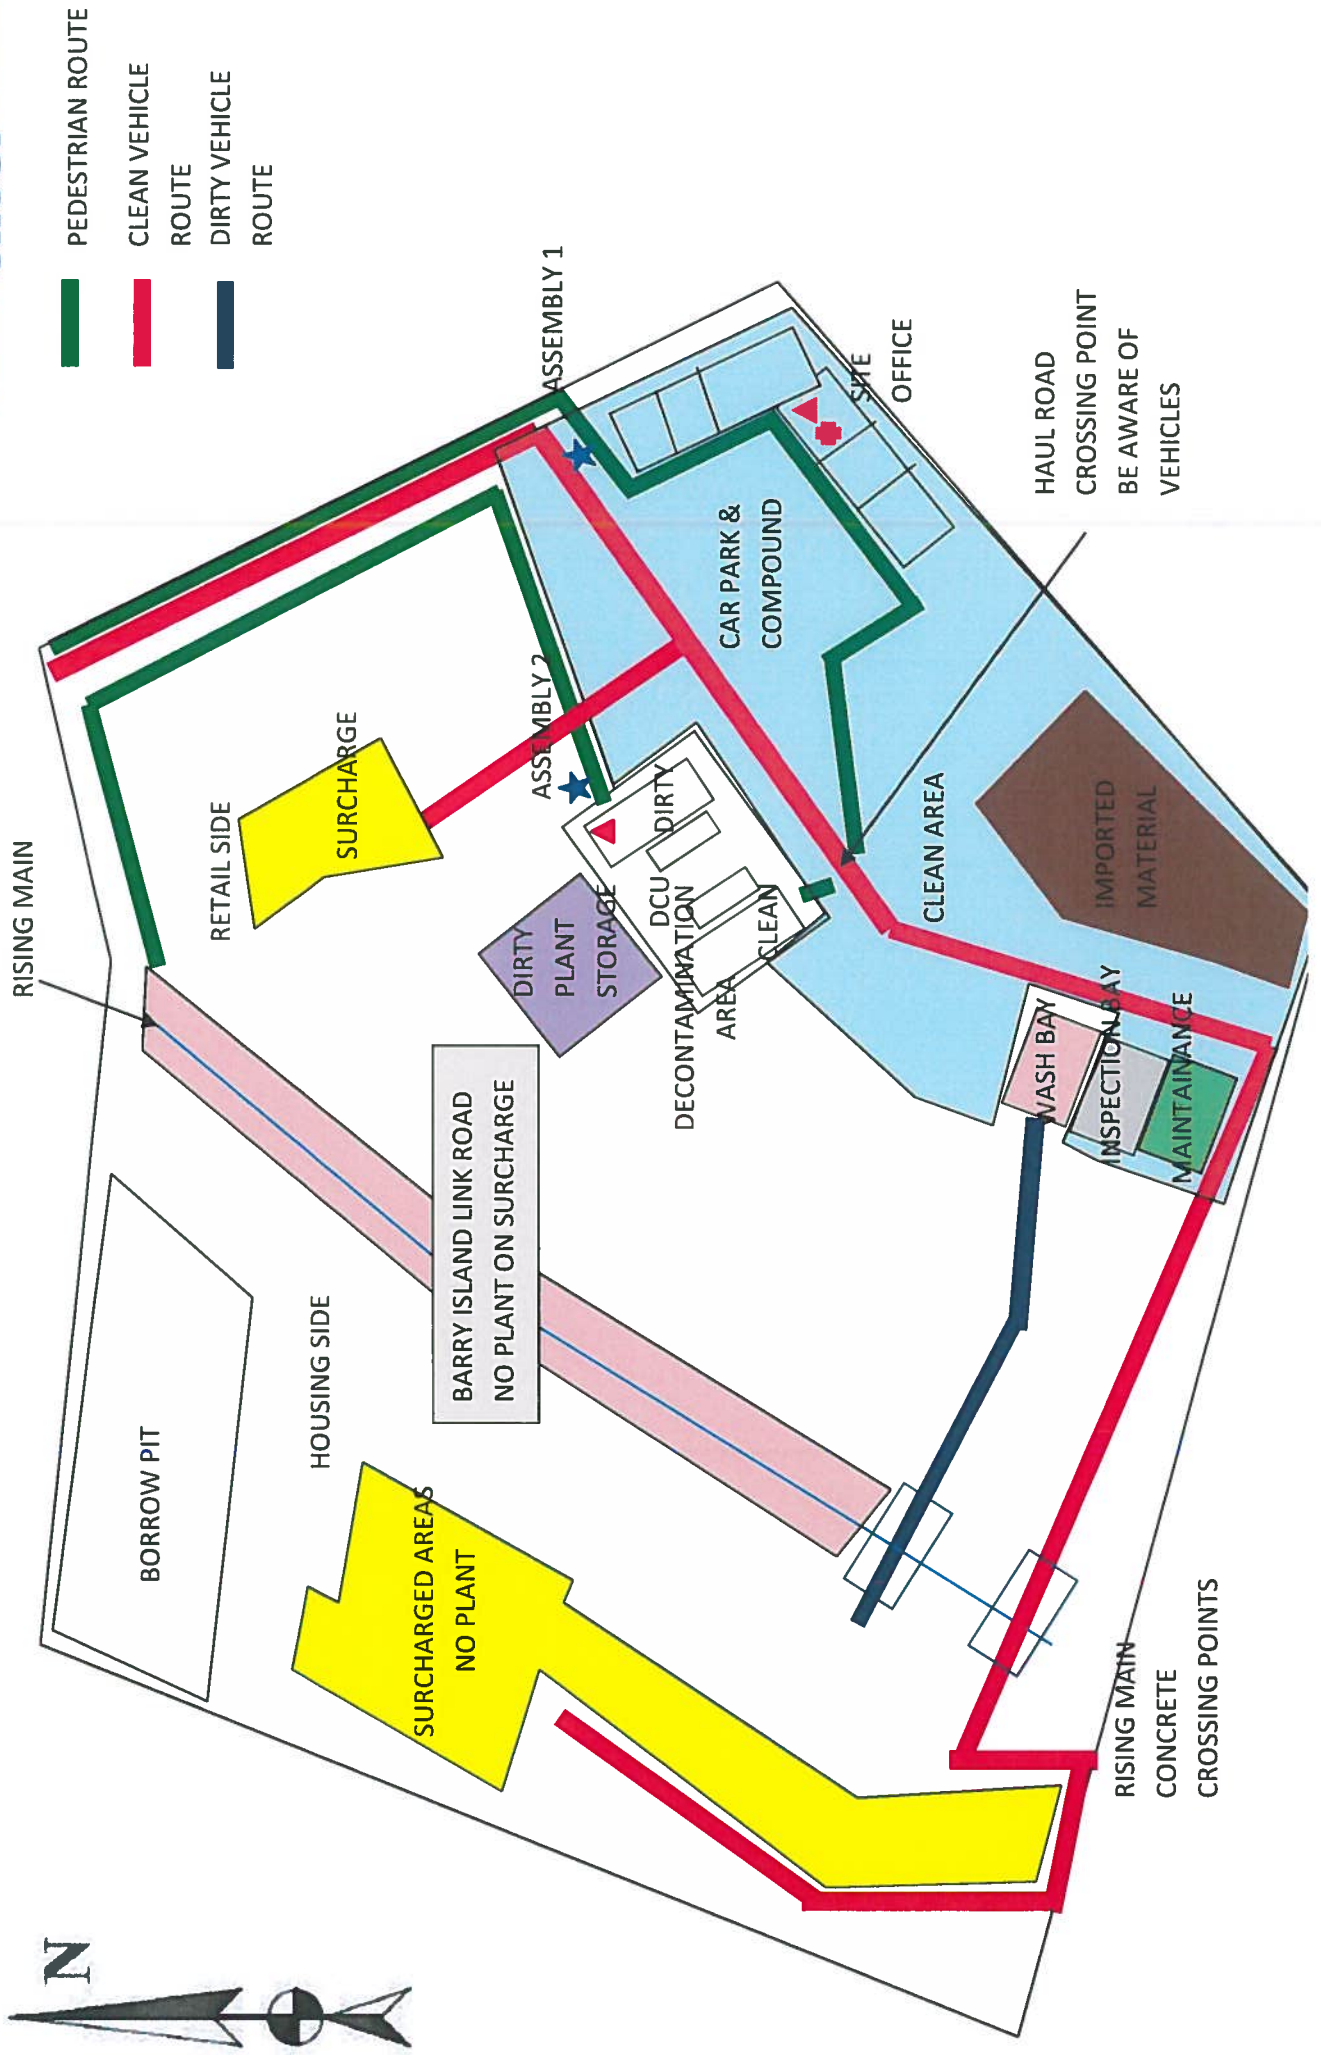 PEDESTRIAN ROUTE
CLEAN VEHICLE
ROUTE
DIRTY VEHICLE
ROUTE
N
RISING MAIN
BORROW PIT
HOUSING SIDE
RETAIL SIDE
SURCHARGE
SURCHARGED AREAS
NO PLANT
BARRY ISLAND LINK ROAD
NO PLANT ON SURCHARGE
DIRTY
PLANT
STORAGE
ASSEMBLY 2
ASSEMBLY 1
DIRTY
DCU
DECONTAMINATION
AREA
CLEAN
CAR PARK &
COMPOUND
SITE
OFFICE
CLEAN AREA
HAUL ROAD
CROSSING POINT
BE AWARE OF
VEHICLES
IMPORTED
MATERIAL
WASH BAY
INSPECTION BAY
MAINTAINANCE
RISING MAIN
CONCRETE
CROSSING POINTS